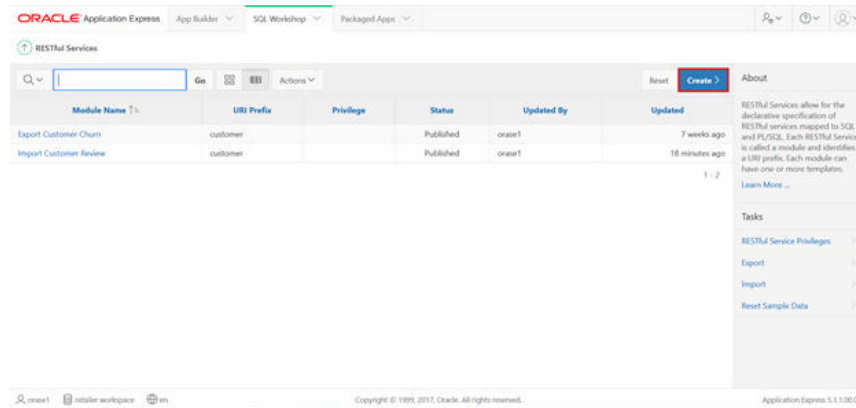 ORACLE Application Express App Builder SQL Workshop Packaged Apps
RESTful Services
Go Actions Reset Create >
Module Name URI Prefix Privilege Status Updated By Updated
Export Customer Churn customer Published orase1 7 weeks ago
Import Customer Review customer Published orase1 18 minutes ago
1 - 2
About
RESTful Services allow for the
declarative specification of
RESTful services mapped to SQL
and PL/SQL. Each RESTful Service
is called a module and identifies
a URI prefix. Each module can
have one or more templates.
Learn More ...
Tasks
RESTful Service Privileges
Export
Import
Reset Sample Data
orase1 retailer workspace en Copyright © 1999, 2017, Oracle. All rights reserved. Application Express 5.1.1.00.0